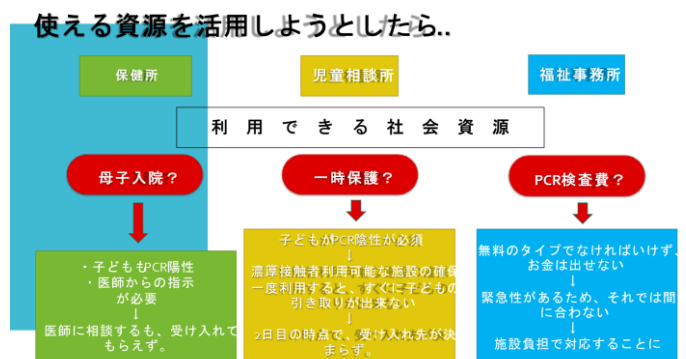 使える資源を活用しようとしたら..
保健所
児童相談所
福祉事務所
利用できる社会資源
母子入院？
一時保護？
PCR検査費？
・子どももPCR陽性
・医師からの指示
が必要
↓
医師に相談するも、受け入れて
もらえず。
子どもがPCR陰性が必須
↓
濃厚接触者利用可能な施設の確保
一度利用すると、すぐに子どもの
引き取りが出来ない
↓
2日目の時点で、受け入れ先が決
まらず。
無料のタイプでなければいけず、
お金は出せない
↓
緊急性があるため、それでは間
に合わない
↓
施設負担で対応することに